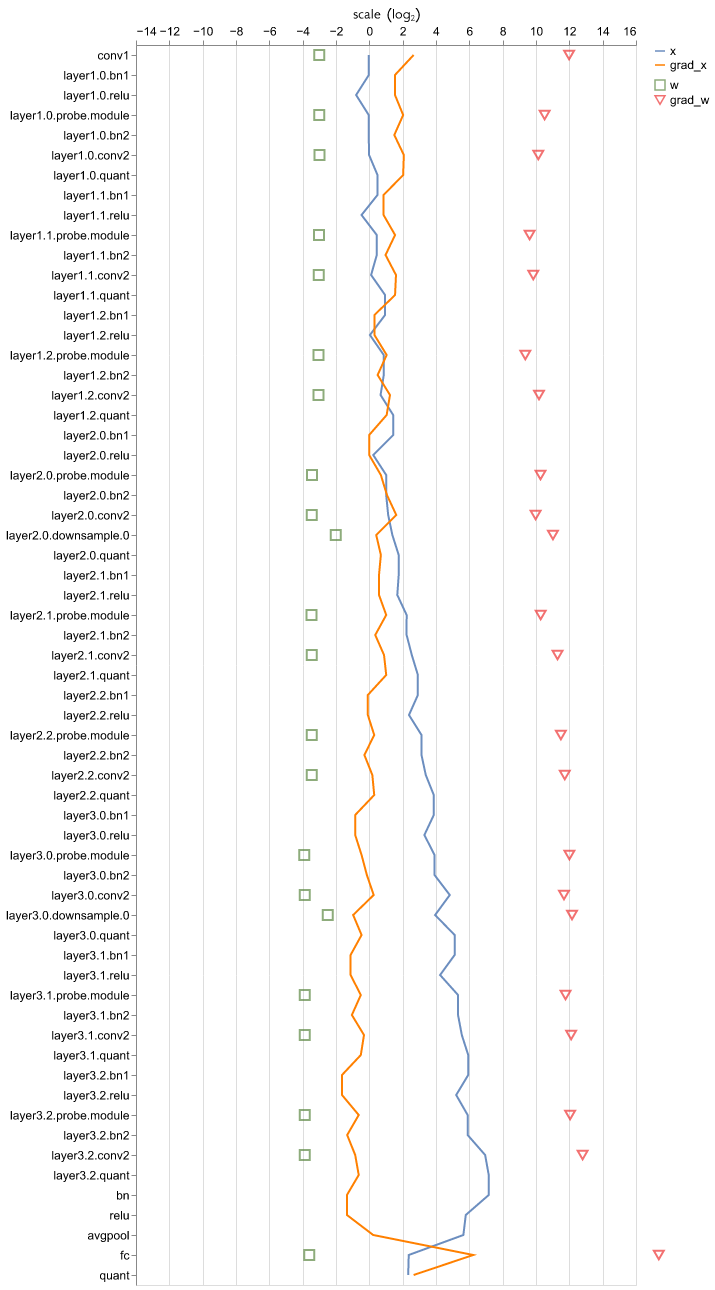 scale (log₂)
−14 −12 −10 −8 −6 −4 −2 0 2 4 6 8 10 12 14 16
x
grad_x
w
grad_w
conv1
layer1.0.bn1
layer1.0.relu
layer1.0.probe.module
layer1.0.bn2
layer1.0.conv2
layer1.0.quant
layer1.1.bn1
layer1.1.relu
layer1.1.probe.module
layer1.1.bn2
layer1.1.conv2
layer1.1.quant
layer1.2.bn1
layer1.2.relu
layer1.2.probe.module
layer1.2.bn2
layer1.2.conv2
layer1.2.quant
layer2.0.bn1
layer2.0.relu
layer2.0.probe.module
layer2.0.bn2
layer2.0.conv2
layer2.0.downsample.0
layer2.0.quant
layer2.1.bn1
layer2.1.relu
layer2.1.probe.module
layer2.1.bn2
layer2.1.conv2
layer2.1.quant
layer2.2.bn1
layer2.2.relu
layer2.2.probe.module
layer2.2.bn2
layer2.2.conv2
layer2.2.quant
layer3.0.bn1
layer3.0.relu
layer3.0.probe.module
layer3.0.bn2
layer3.0.conv2
layer3.0.downsample.0
layer3.0.quant
layer3.1.bn1
layer3.1.relu
layer3.1.probe.module
layer3.1.bn2
layer3.1.conv2
layer3.1.quant
layer3.2.bn1
layer3.2.relu
layer3.2.probe.module
layer3.2.bn2
layer3.2.conv2
layer3.2.quant
bn
relu
avgpool
fc
quant